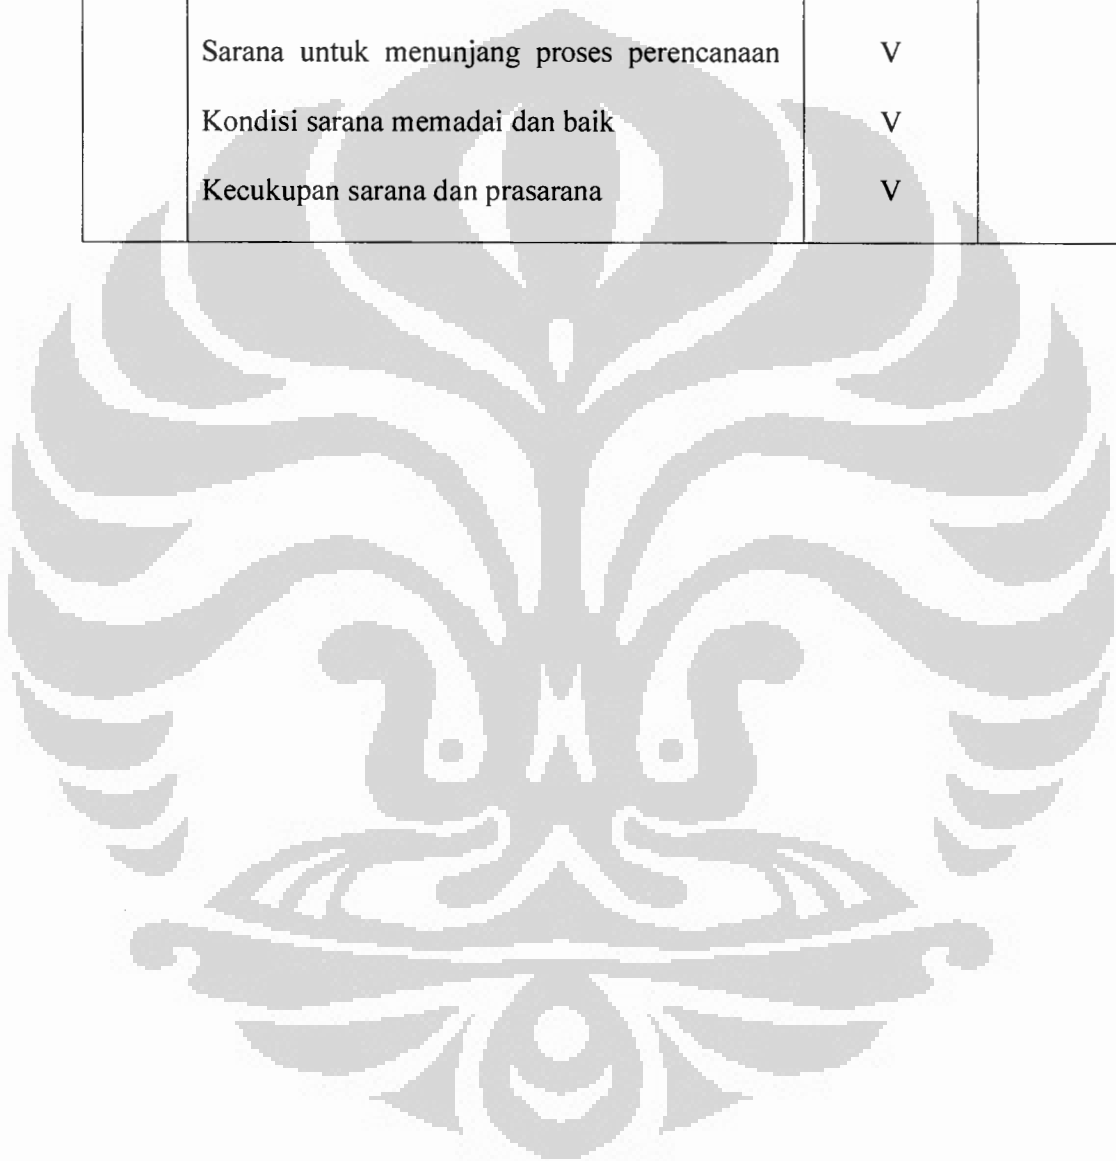 Sarana untuk menunjang proses perencanaan V
Kondisi sarana memadai dan baik V
Kecukupan sarana dan prasarana V